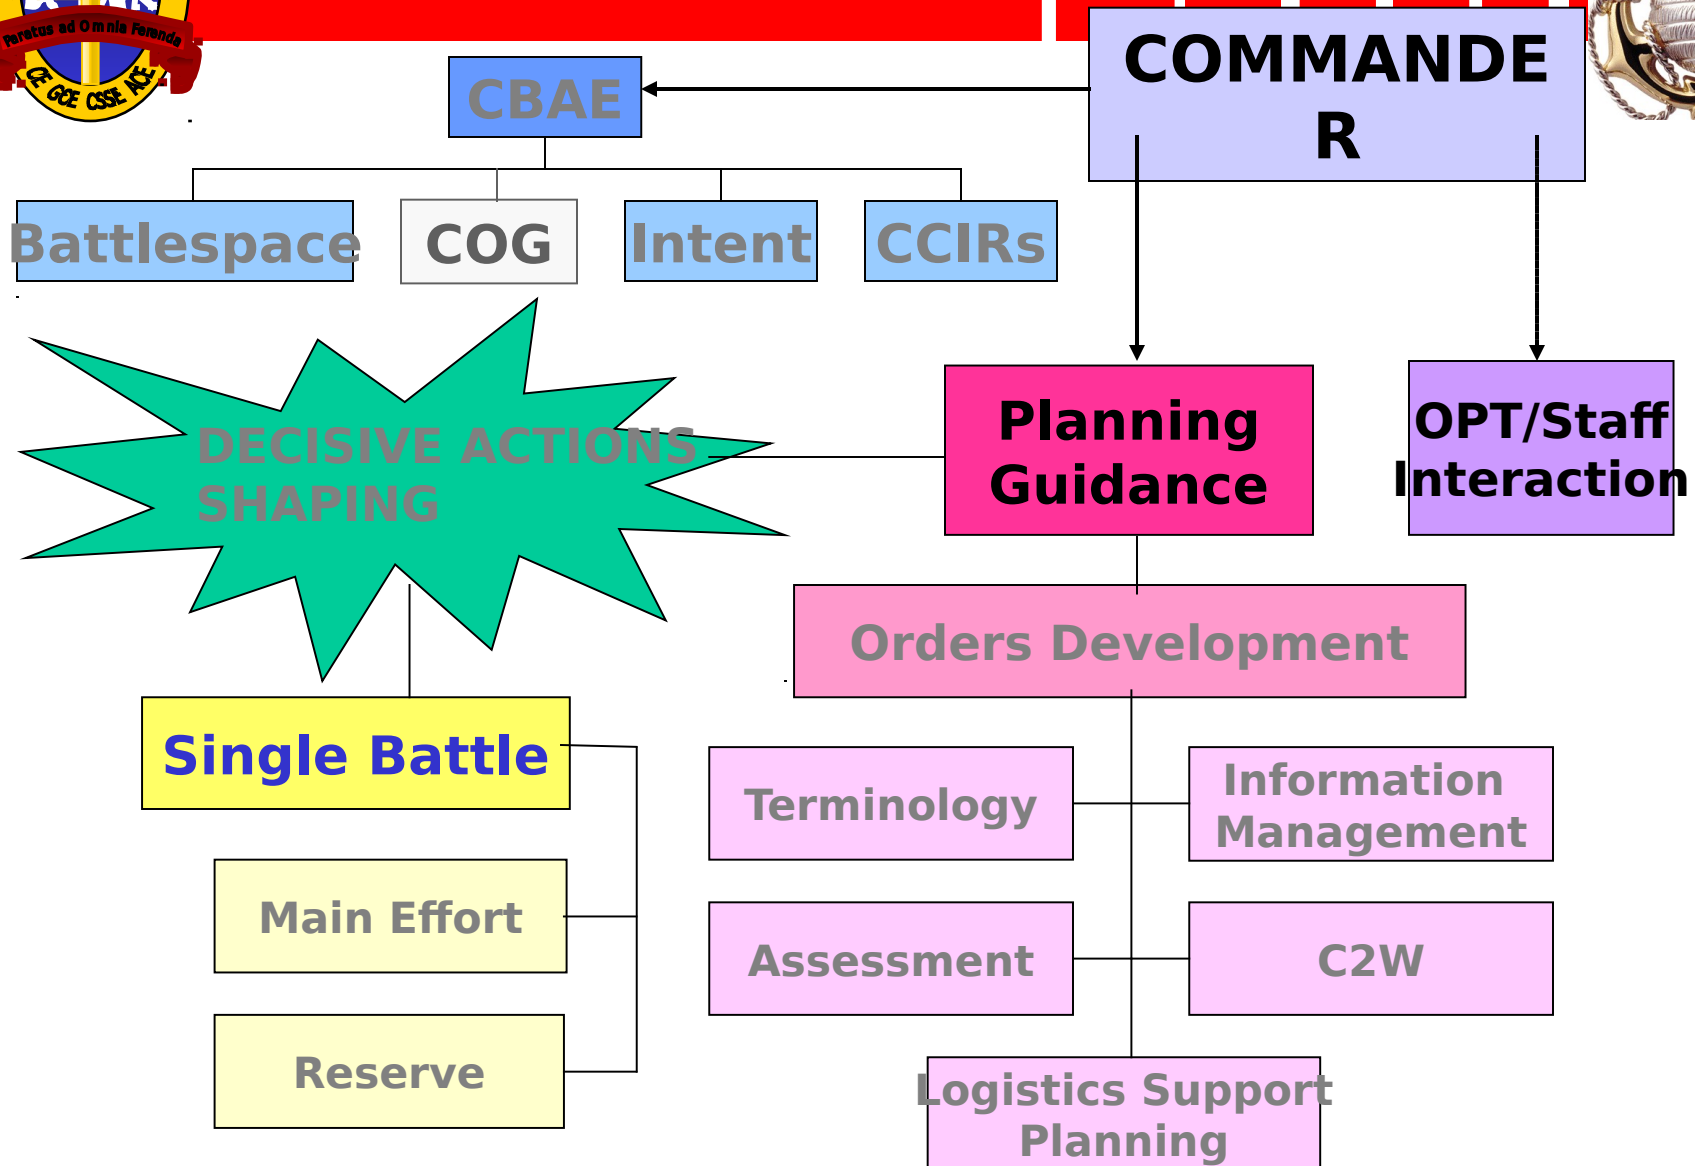 Paratus ad Omnia Ferenda
CE GCE CSSE ACE
COMMANDE
R
CBAE
Battlespace
COG
Intent
CCIRs
DECISIVE ACTIONS
SHAPING
Planning
Guidance
OPT/Staff
Interaction
Orders Development
Single Battle
Terminology
Information
Management
Main Effort
Assessment
C2W
Reserve
Logistics Support
Planning